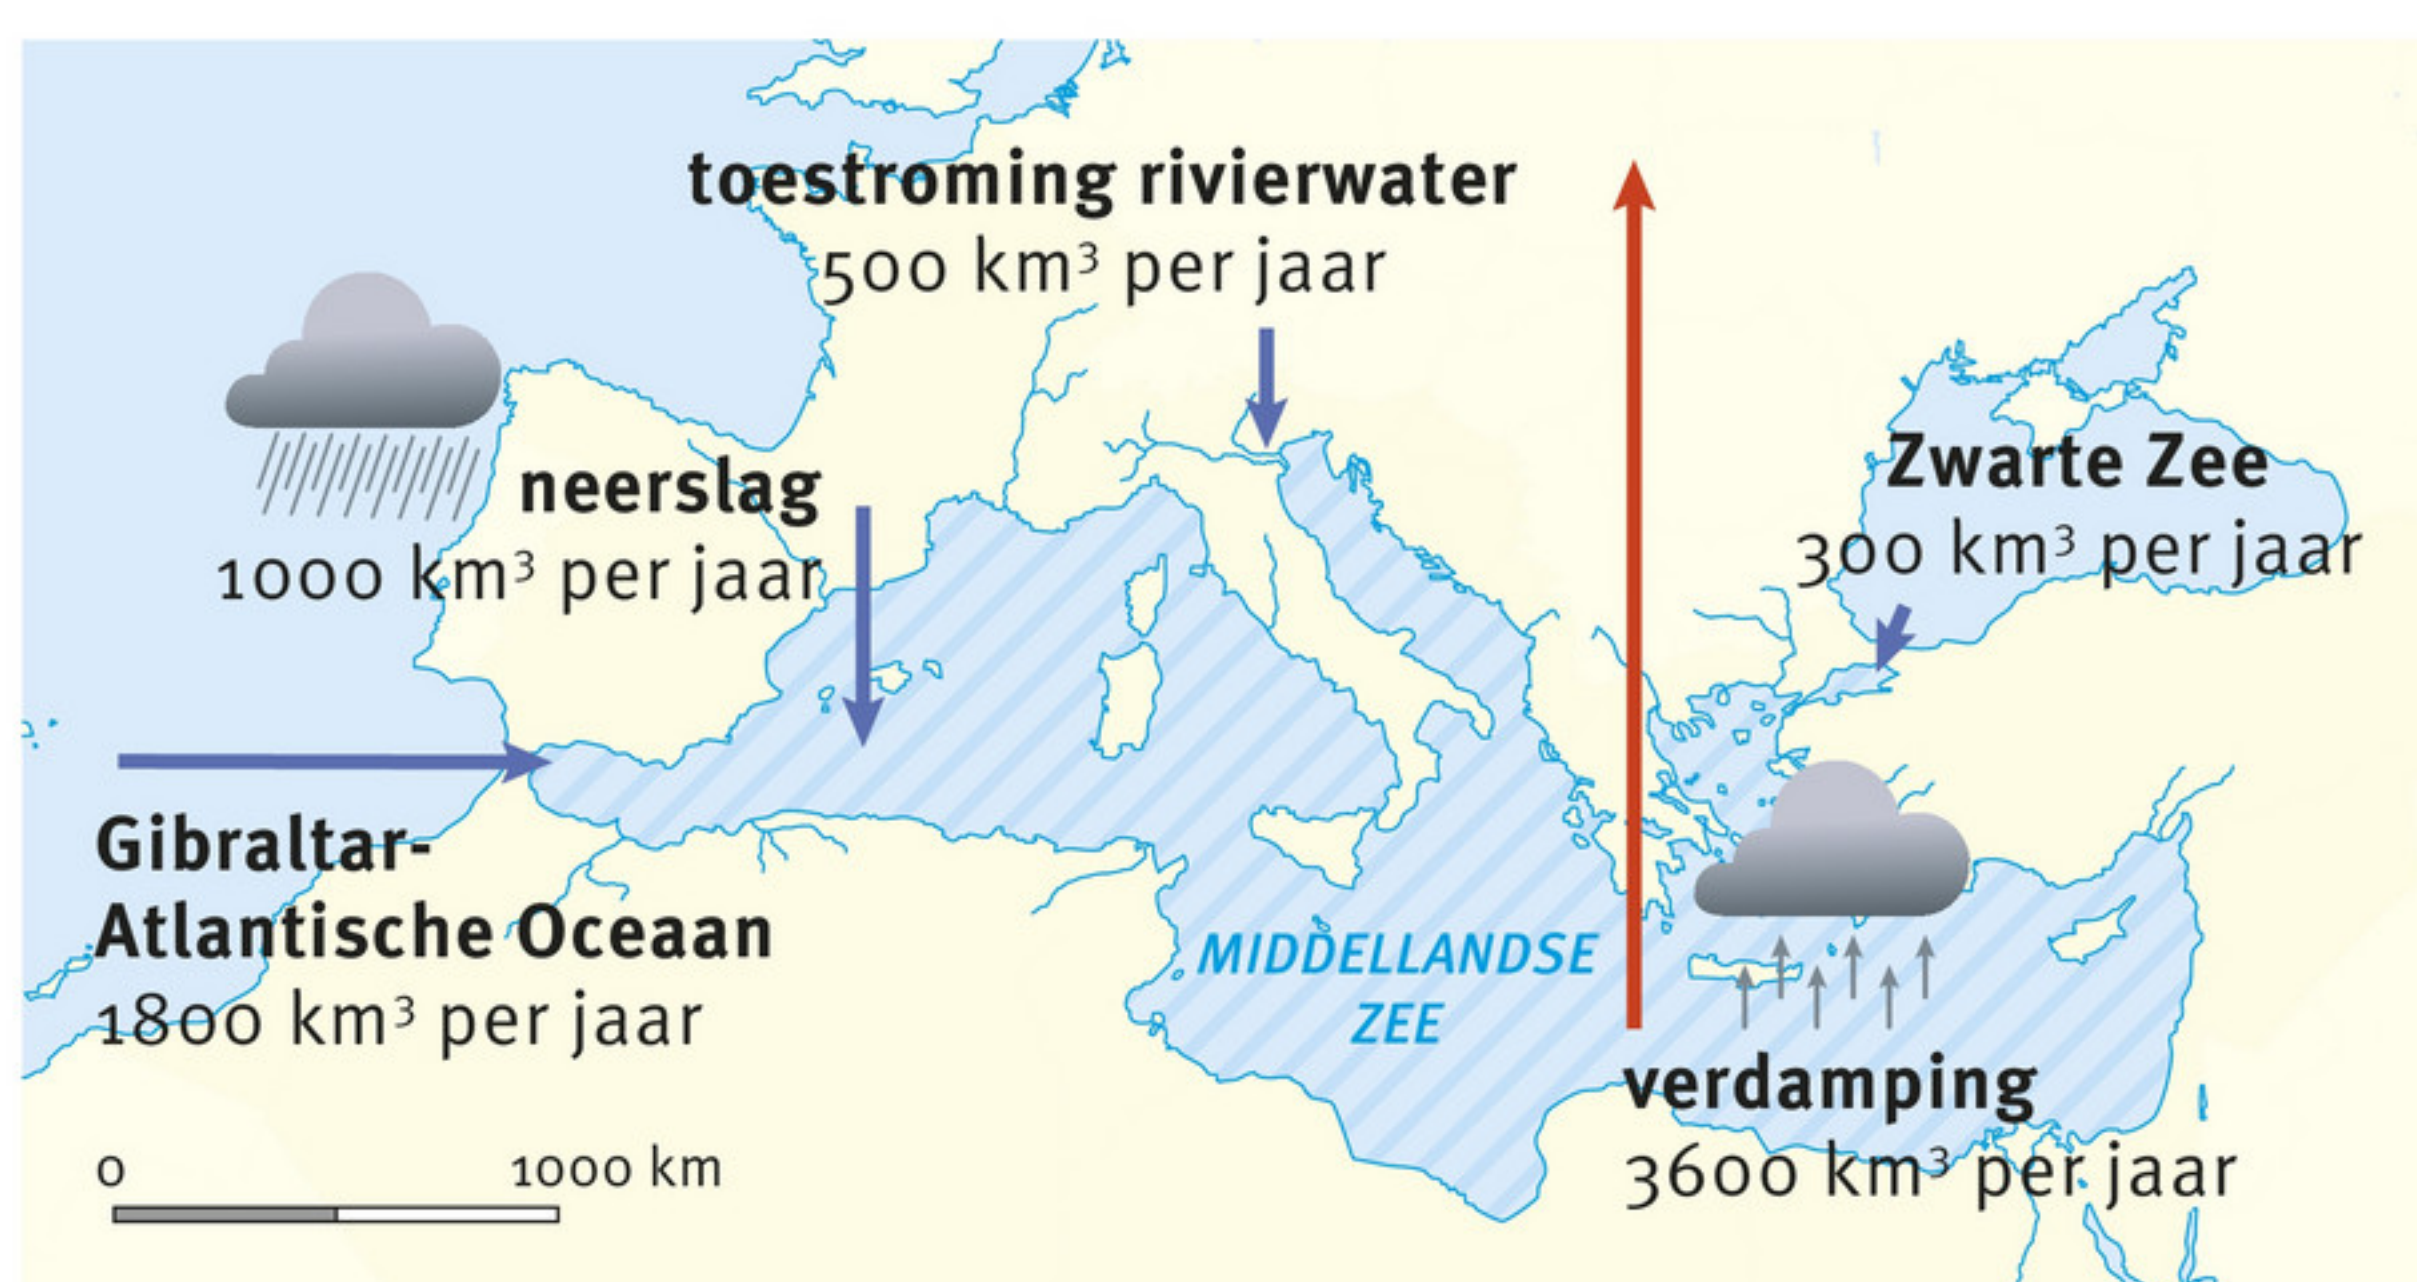 toestroming rivierwater
500 km³ per jaar
neerslag
1000 km³ per jaar
Zwarte Zee
300 km³ per jaar
Gibraltar-
Atlantische Oceaan
1800 km³ per jaar
MIDDELLANDSE
ZEE
verdamping
3600 km³ per jaar
0 1000 km